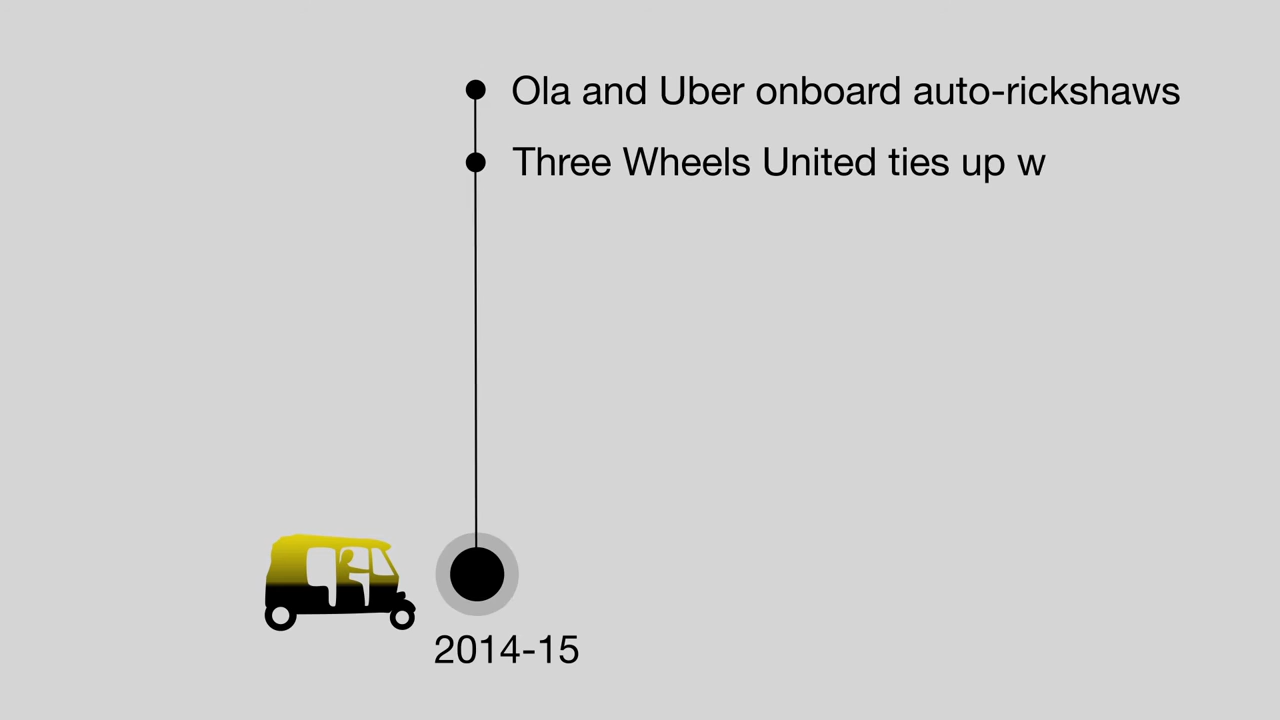 Ola and Uber onboard auto-rickshaws
Three Wheels United ties up w
2014-15